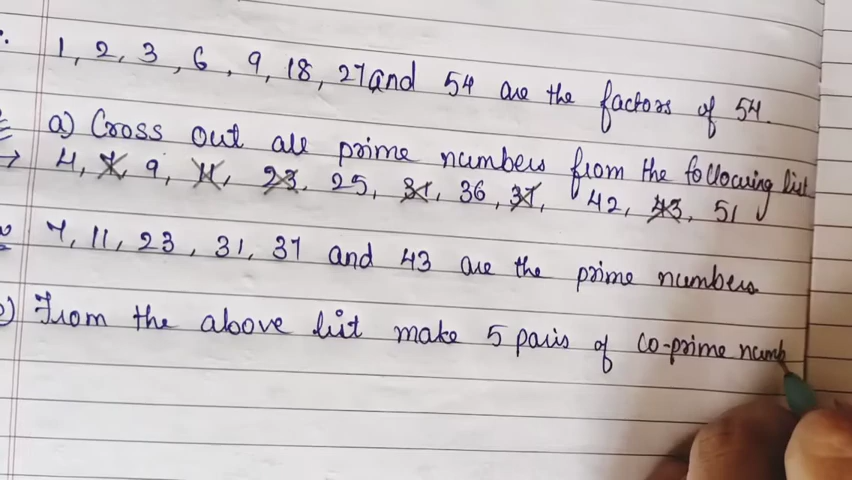 1, 2, 3, 6, 9, 18, 27 and 54 are the factors of 54.
a) Cross out all prime numbers from the following list
→ 4, 7, 9, 11, 23, 25, 31, 36, 37, 42, 43, 51
7, 11, 23, 31, 37 and 43 are the prime numbers.
) From the above list make 5 pairs of co-prime numb